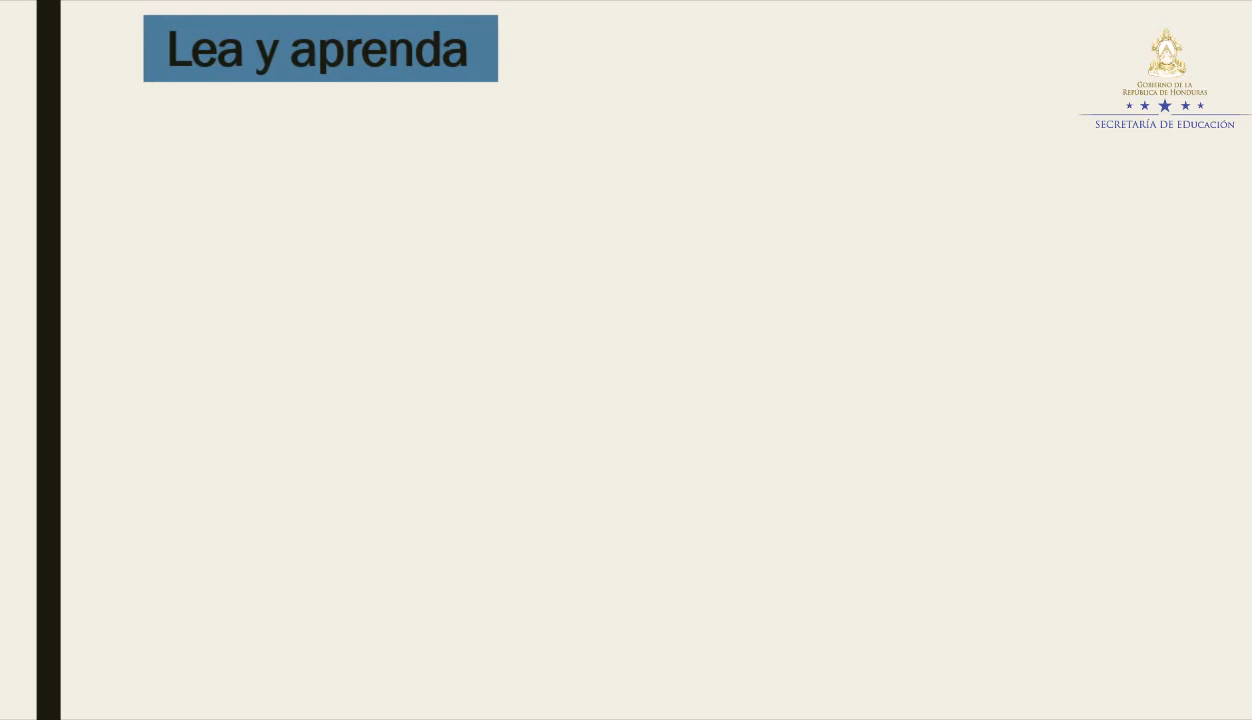 Lea y aprenda
GOBIERNO DE LA
REPÚBLICA DE HONDURAS
SECRETARÍA DE EDUCACIÓN